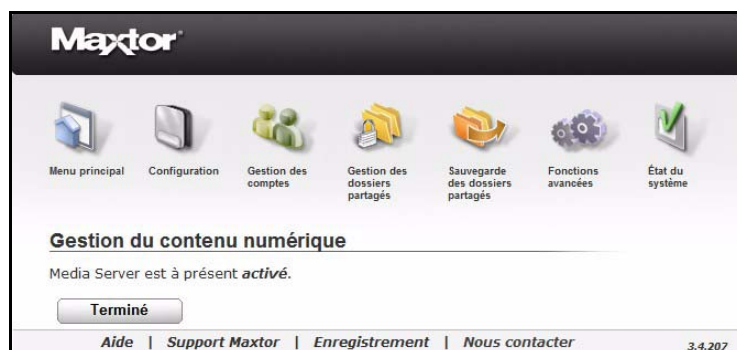 Maxtor
Menu principal
Configuration
Gestion des
comptes
Gestion des
dossiers
partagés
Sauvegarde
des dossiers
partagés
Fonctions
avancées
État du
système
Gestion du contenu numérique
Media Server est à présent activé.
Terminé
Aide | Support Maxtor | Enregistrement | Nous contacter
3.4.207